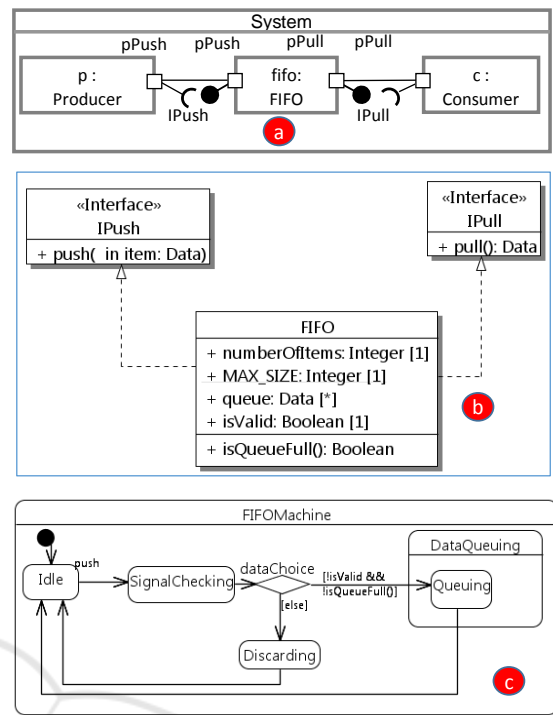 System
pPush pPush pPull pPull
p :
Producer
fifo:
FIFO
c :
Consumer
IPush
IPull
a
«Interface»
IPush
+ push( in item: Data)
«Interface»
IPull
+ pull(): Data
FIFO
+ numberOfItems: Integer [1]
+ MAX_SIZE: Integer [1]
+ queue: Data [*]
+ isValid: Boolean [1]
+ isQueueFull(): Boolean
b
FIFOMachine
DataQueuing
push
dataChoice
Idle
SignalChecking
[!isValid &&
!isQueueFull()]
Queuing
[else]
Discarding
c